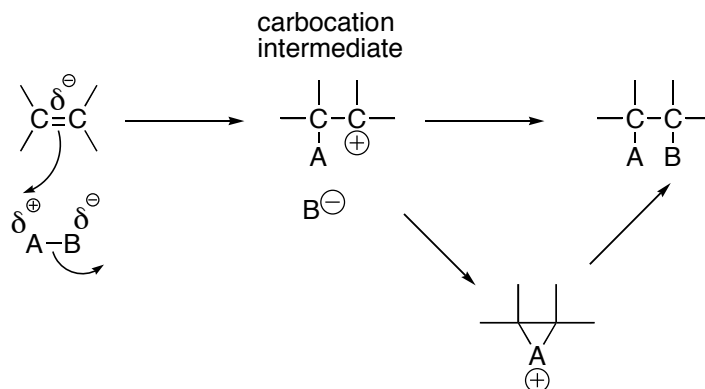 carbocation
intermediate
δ⊖
C=C
C–C
⊕
A
C–C
A B
δ⊕ δ⊖
A–B
B⊖
A
⊕